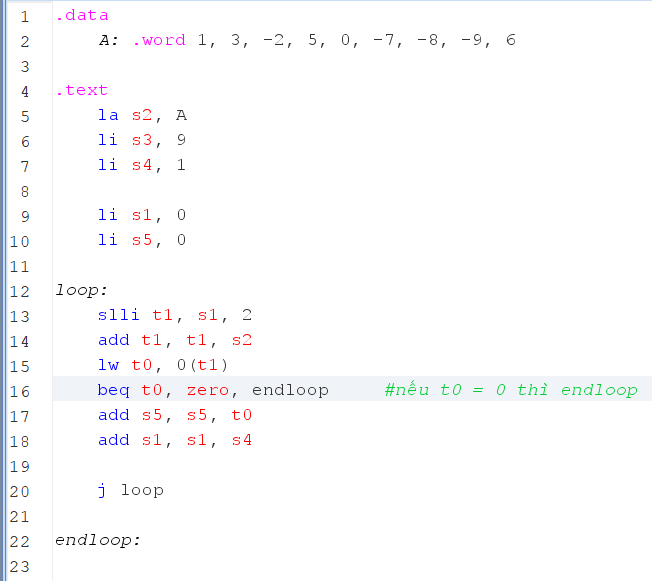 1 .data
2 A: .word 1, 3, -2, 5, 0, -7, -8, -9, 6
3
4 .text
5 la s2, A
6 li s3, 9
7 li s4, 1
8
9 li s1, 0
10 li s5, 0
11
12 loop:
13 slli t1, s1, 2
14 add t1, t1, s2
15 lw t0, 0(t1)
16 beq t0, zero, endloop #nếu t0 = 0 thì endloop
17 add s5, s5, t0
18 add s1, s1, s4
19
20 j loop
21
22 endloop:
23